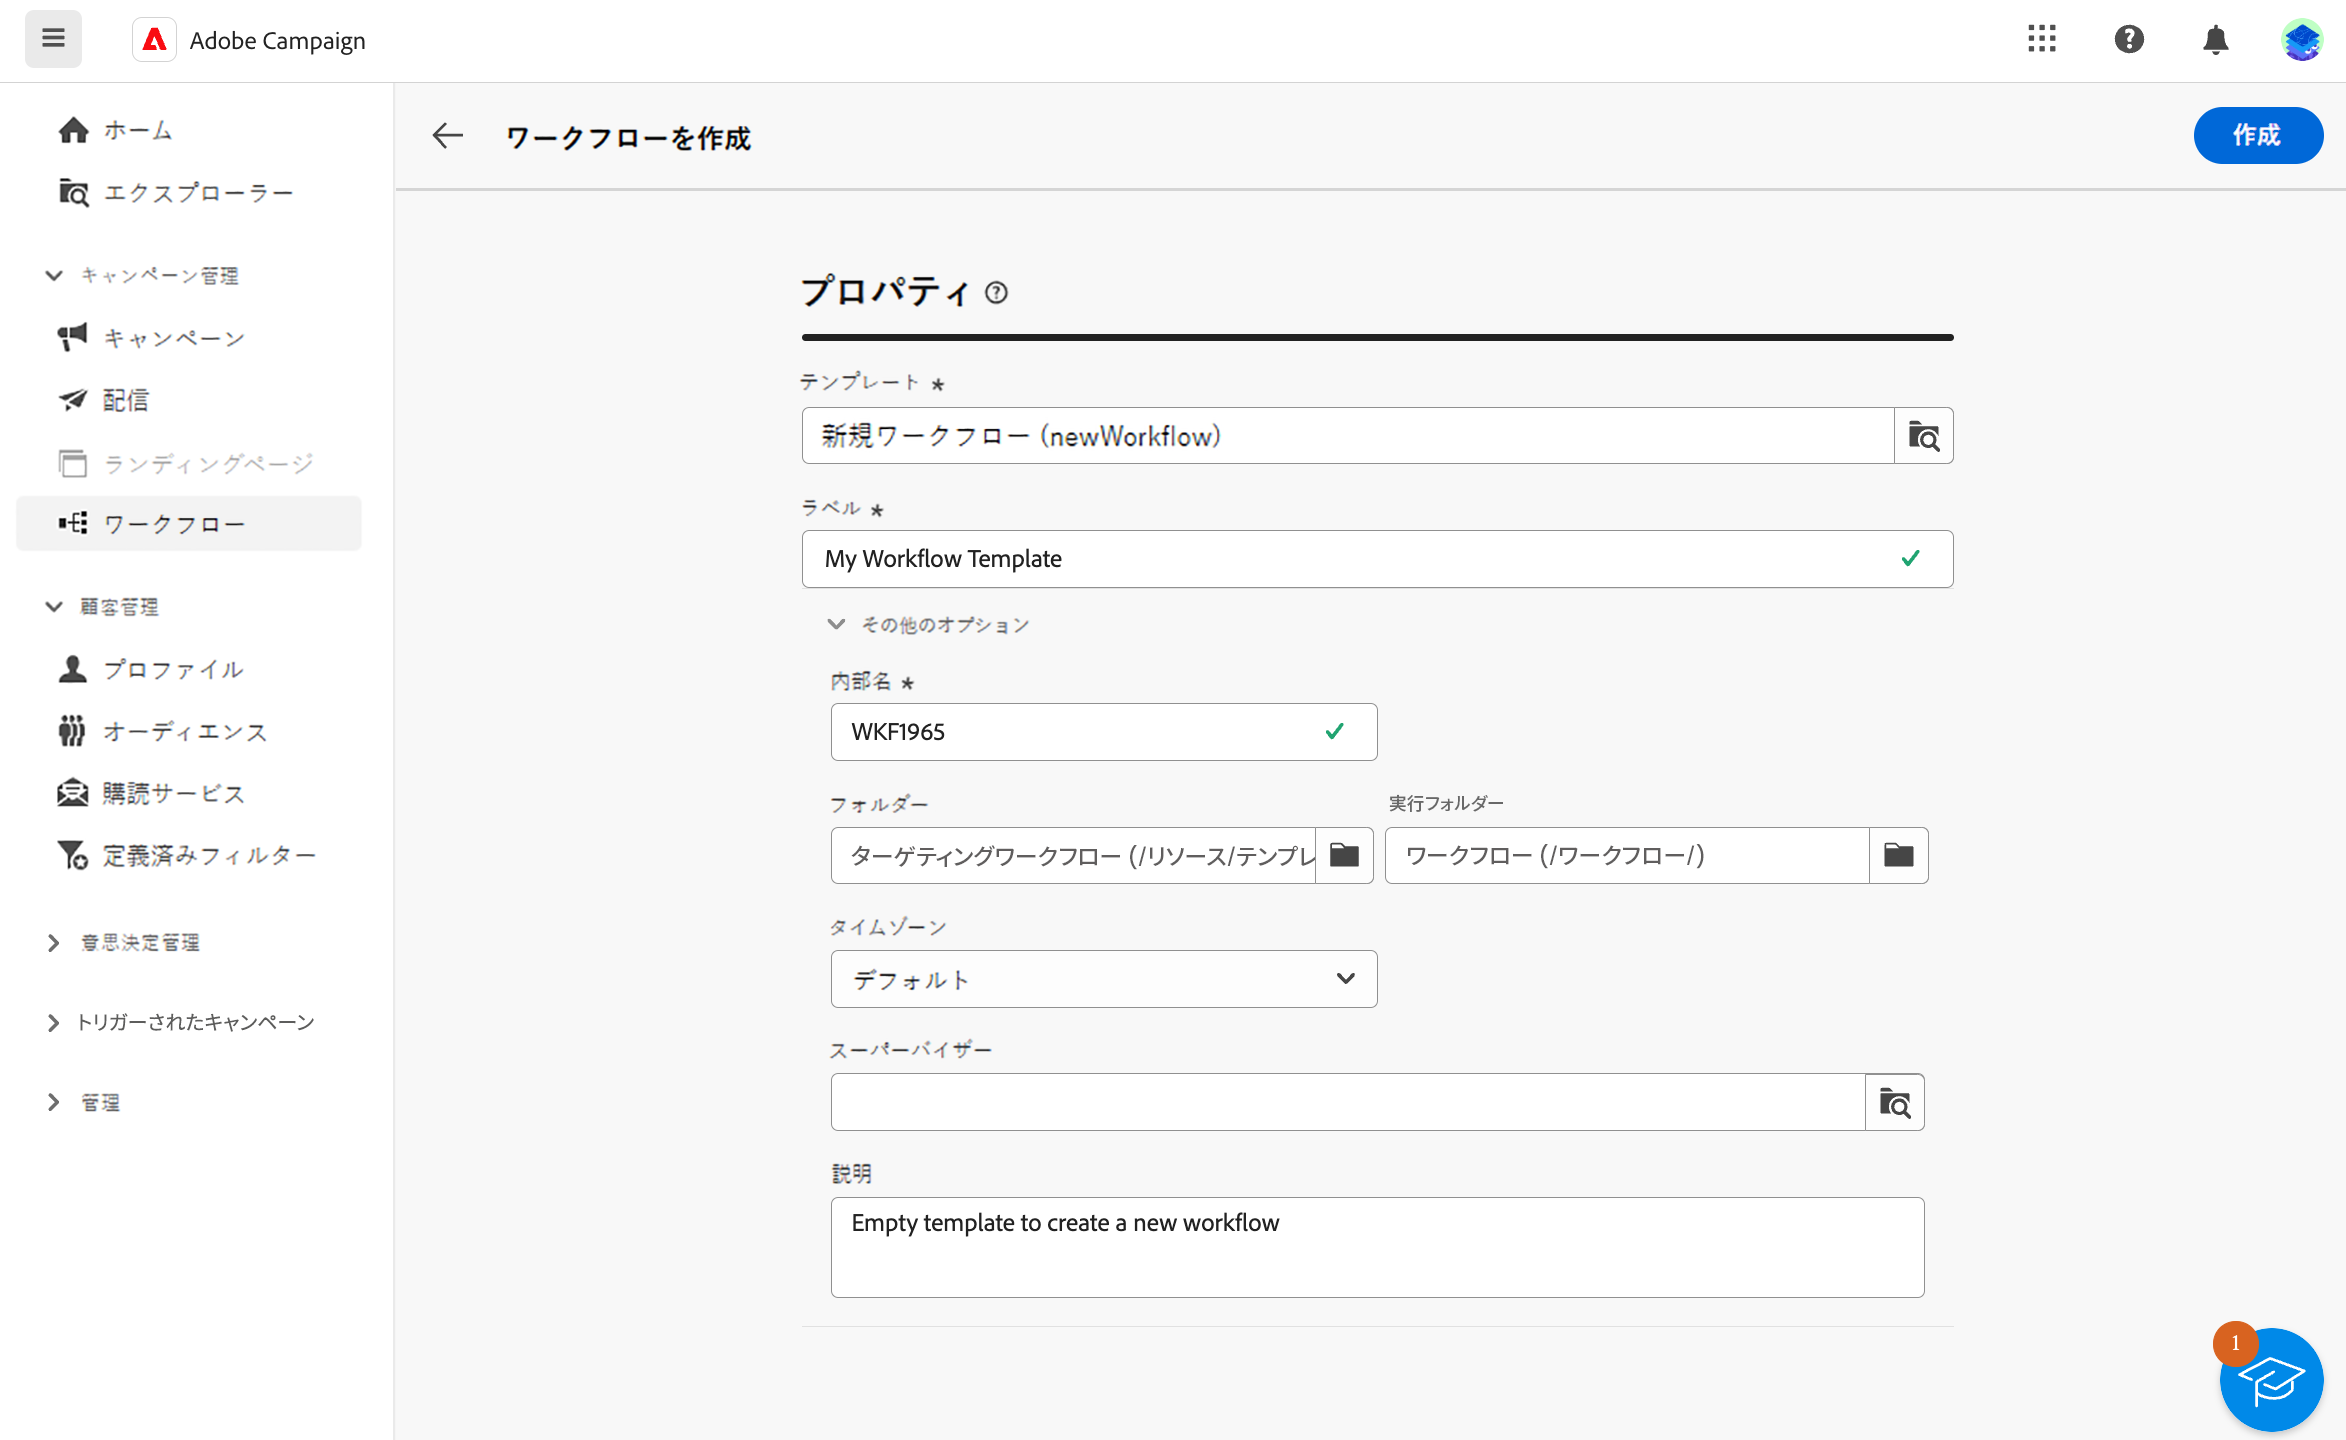 Adobe Campaign
ホーム
エクスプローラー
キャンペーン管理
キャンペーン
配信
ランディングページ
ワークフロー
顧客管理
プロファイル
オーディエンス
購読サービス
定義済みフィルター
意思決定管理
トリガーされたキャンペーン
管理
ワークフローを作成
作成
プロパティ
テンプレート *
新規ワークフロー (newWorkflow)
ラベル *
My Workflow Template
その他のオプション
内部名 *
WKF1965
フォルダー 実行フォルダー
ターゲティングワークフロー (/リソース/テンプレ ワークフロー (/ワークフロー/)
タイムゾーン
デフォルト
スーパーバイザー
説明
Empty template to create a new workflow
1